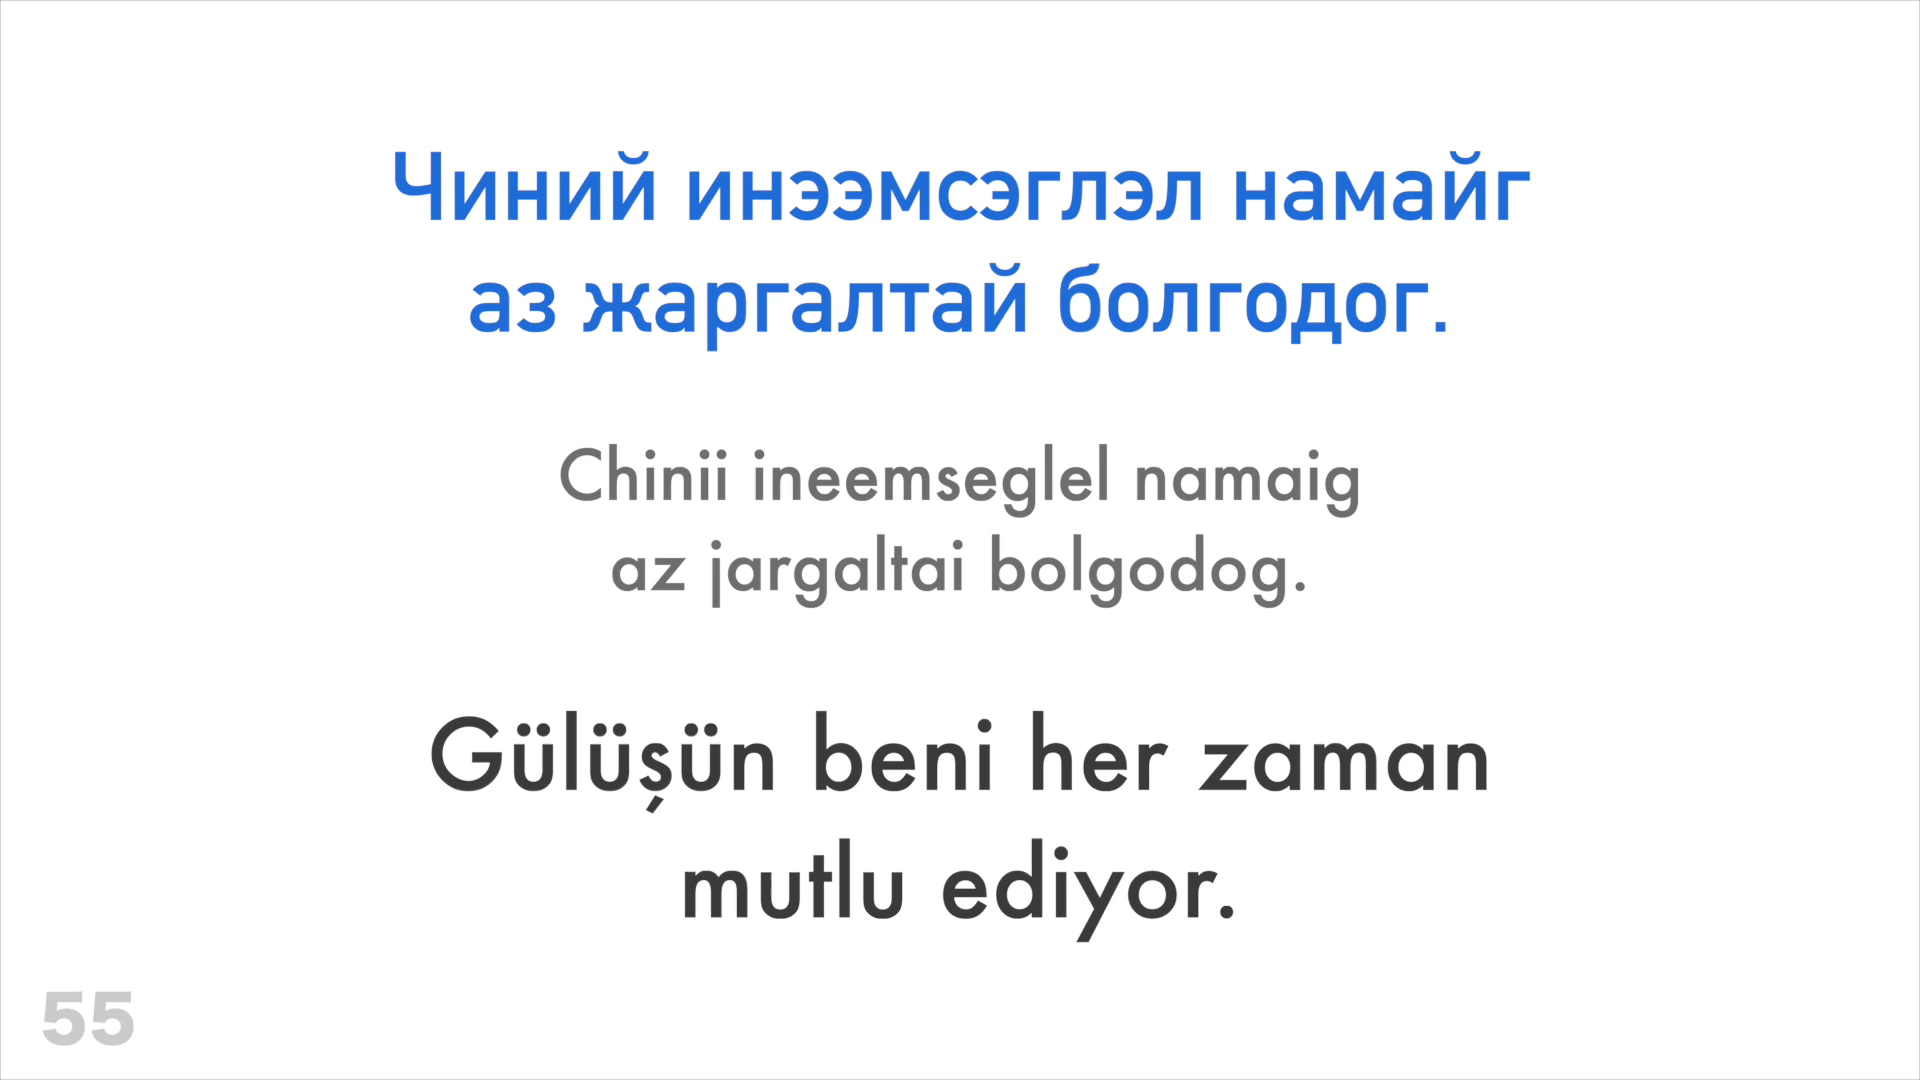 Чиний инээмсэглэл намайг
аз жаргалтай болгодог.
Chinii ineemseglel namaig
az jargaltai bolgodog.
Gülüşün beni her zaman
mutlu ediyor.
55